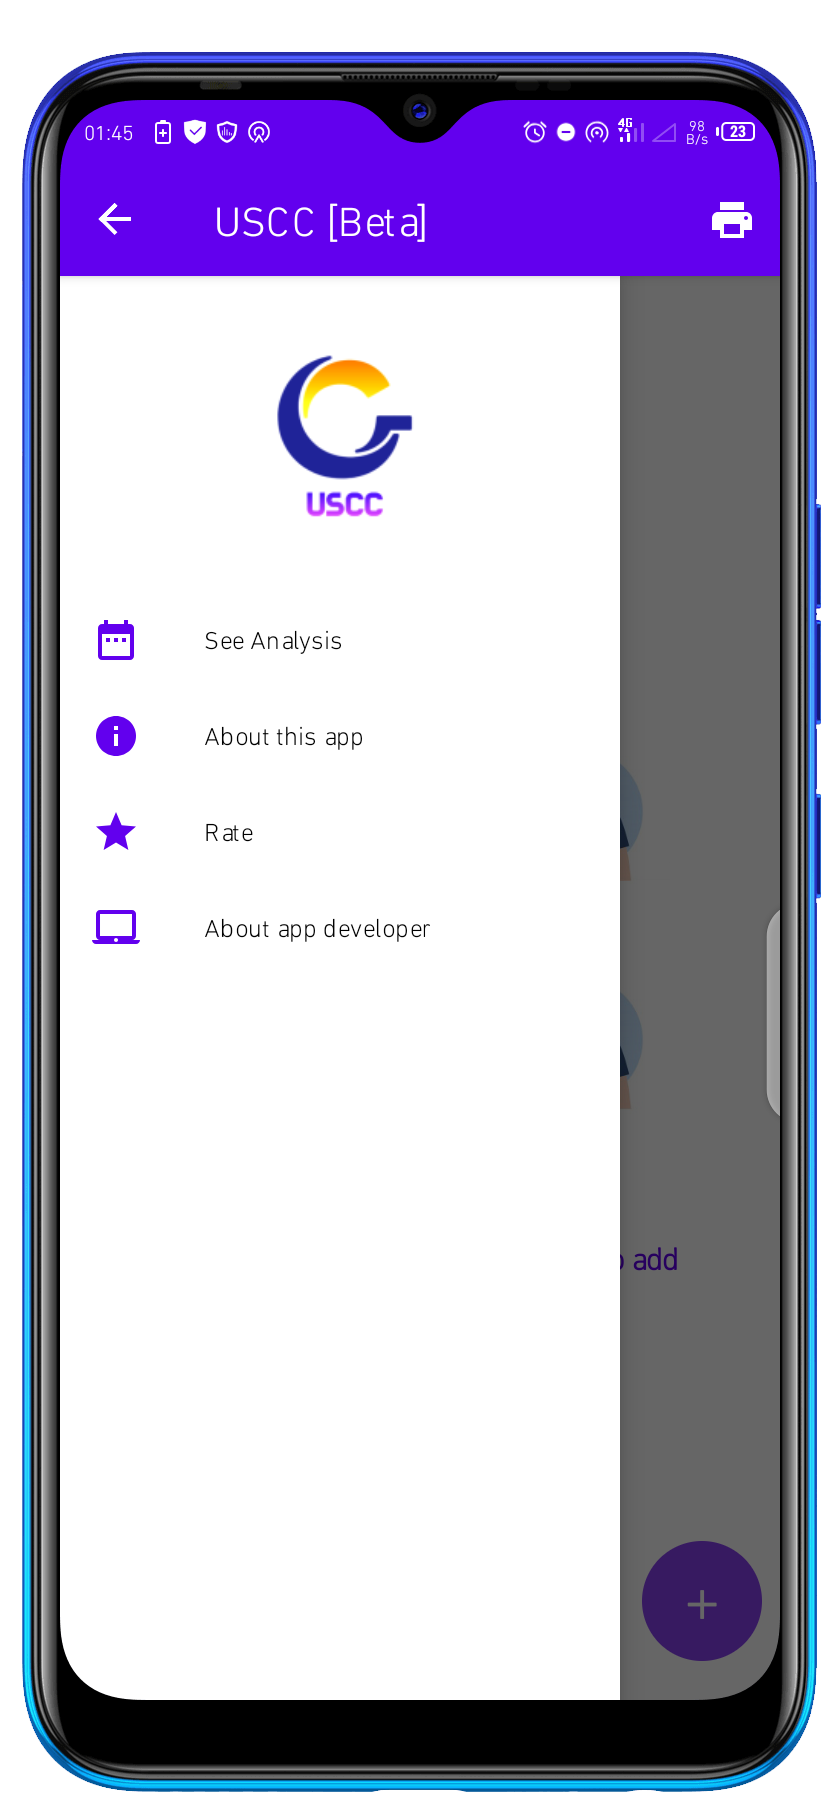 01:45 4G 98 B/s 23
USCC [Beta]
USCC
See Analysis
About this app
Rate
About app developer
add